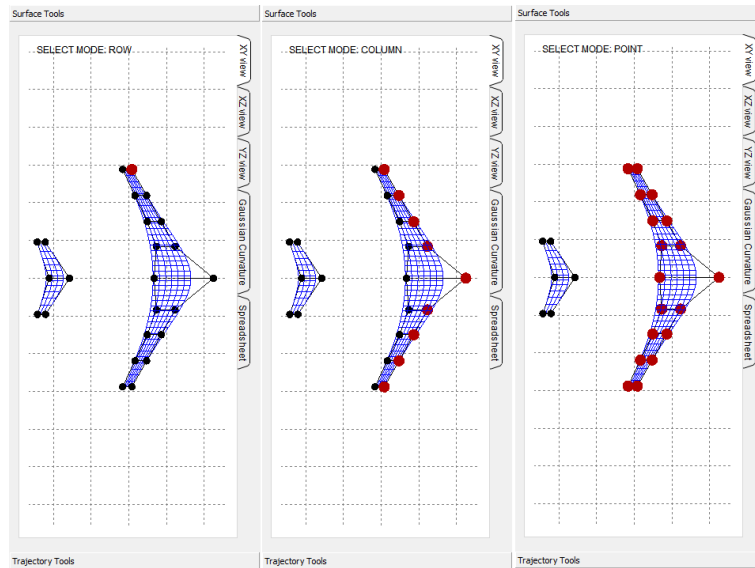 Surface Tools
SELECT MODE: ROW
XY view
XZ view
YZ view
Gaussian Curvature
Spreadsheet
Trajectory Tools
Surface Tools
SELECT MODE: COLUMN
XY view
XZ view
YZ view
Gaussian Curvature
Spreadsheet
Trajectory Tools
Surface Tools
SELECT MODE: POINT
XY view
XZ view
YZ view
Gaussian Curvature
Spreadsheet
Trajectory Tools